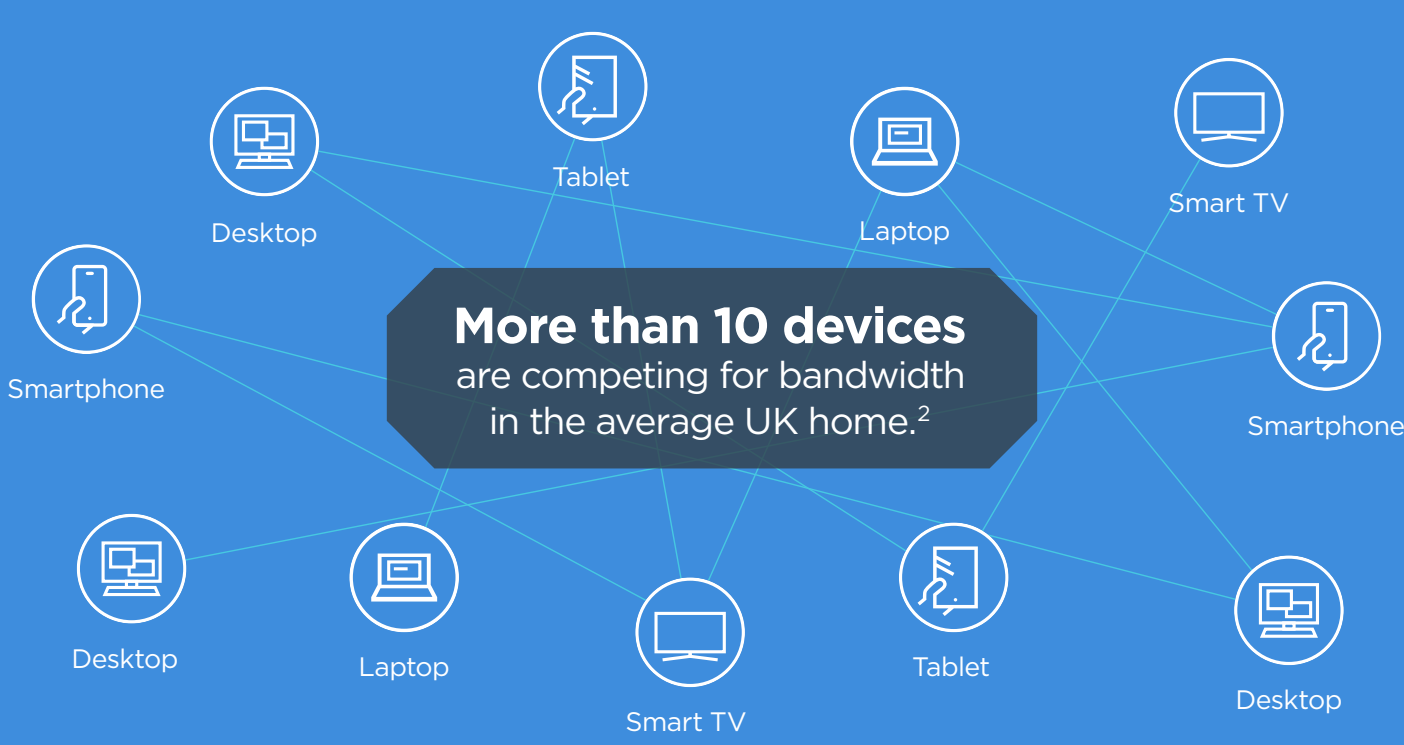 Tablet
Smart TV
Desktop
Laptop
More than 10 devices
are competing for bandwidth
in the average UK home.²
Smartphone
Smartphone
Desktop
Laptop
Smart TV
Tablet
Desktop